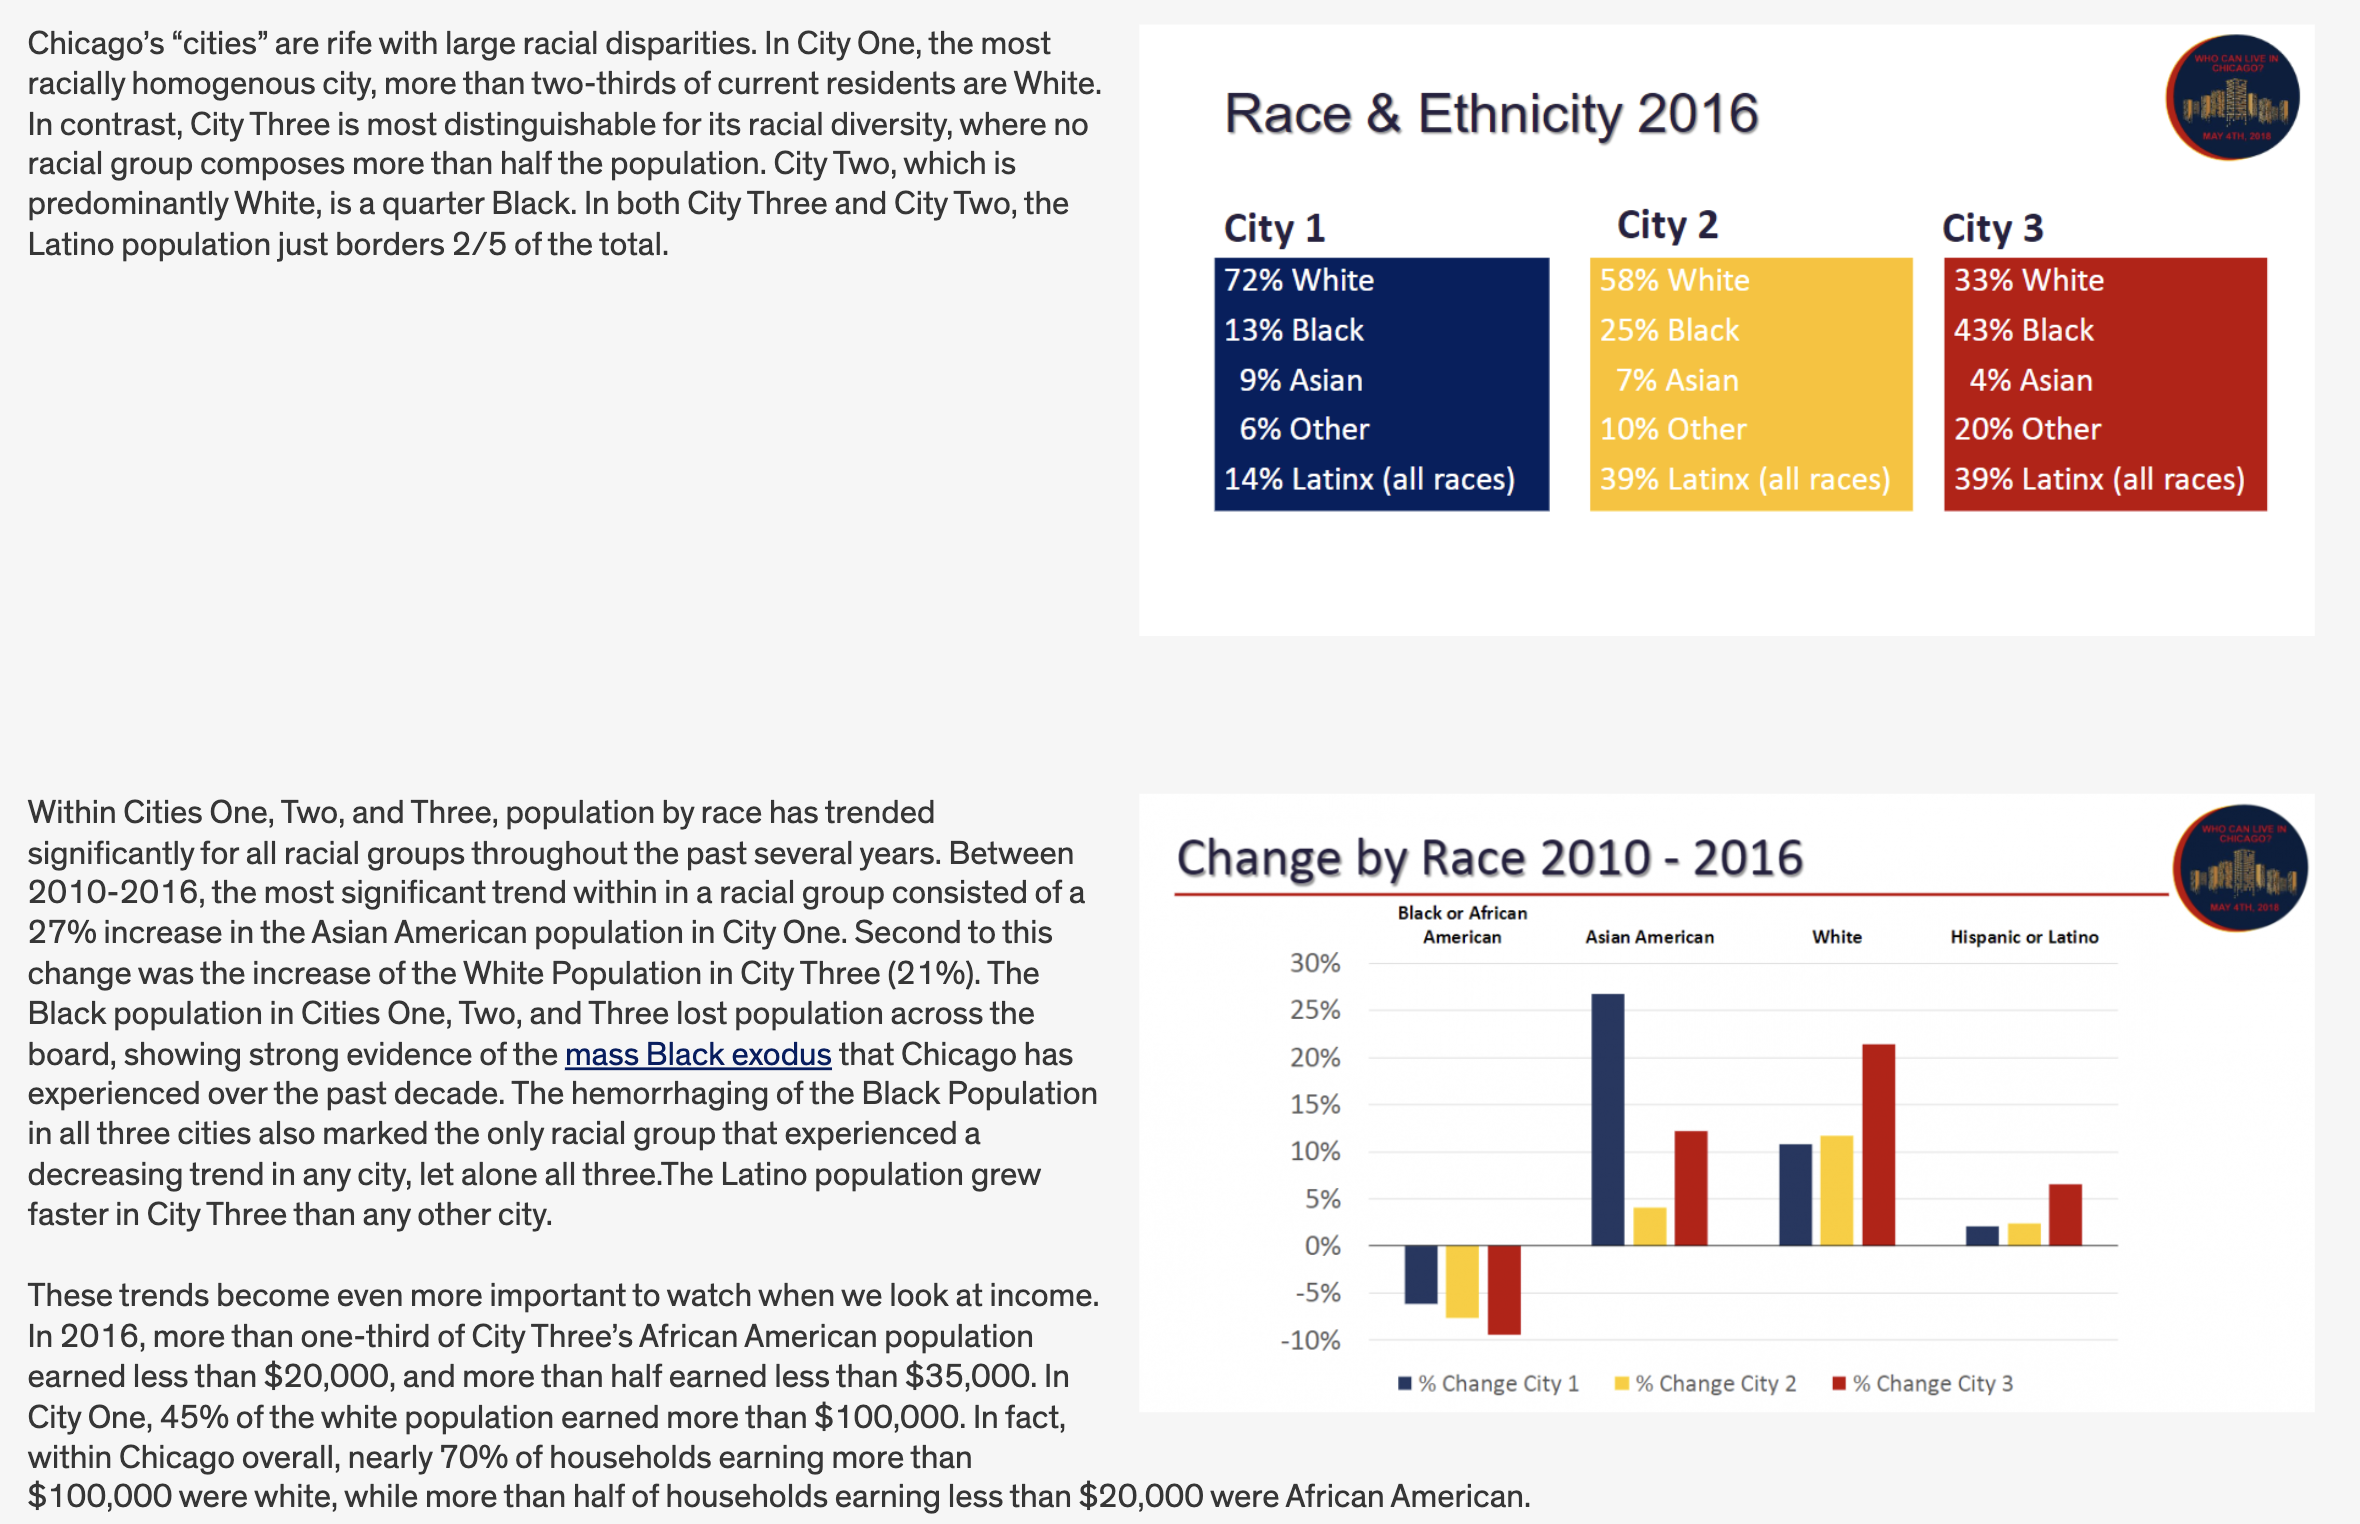 Chicago’s “cities” are rife with large racial disparities. In City One, the most
racially homogenous city, more than two-thirds of current residents are White.
In contrast, City Three is most distinguishable for its racial diversity, where no
racial group composes more than half the population. City Two, which is
predominantly White, is a quarter Black. In both City Three and City Two, the
Latino population just borders 2/5 of the total.
WHO CAN LIVE IN
CHICAGO?
MAY 4TH, 2018
Race & Ethnicity 2016
City 1
72% White
13% Black
9% Asian
6% Other
14% Latinx (all races)
City 2
58% White
25% Black
7% Asian
10% Other
39% Latinx (all races)
City 3
33% White
43% Black
4% Asian
20% Other
39% Latinx (all races)
Within Cities One, Two, and Three, population by race has trended
significantly for all racial groups throughout the past several years. Between
2010-2016, the most significant trend within in a racial group consisted of a
27% increase in the Asian American population in City One. Second to this
change was the increase of the White Population in City Three (21%). The
Black population in Cities One, Two, and Three lost population across the
board, showing strong evidence of the mass Black exodus that Chicago has
experienced over the past decade. The hemorrhaging of the Black Population
in all three cities also marked the only racial group that experienced a
decreasing trend in any city, let alone all three.The Latino population grew
faster in City Three than any other city.
These trends become even more important to watch when we look at income.
In 2016, more than one-third of City Three’s African American population
earned less than $20,000, and more than half earned less than $35,000. In
City One, 45% of the white population earned more than $100,000. In fact,
within Chicago overall, nearly 70% of households earning more than
$100,000 were white, while more than half of households earning less than $20,000 were African American.
WHO CAN LIVE IN
CHICAGO?
MAY 4TH, 2018
Change by Race 2010 - 2016
Black or African
American
Asian American
White
Hispanic or Latino
30%
25%
20%
15%
10%
5%
0%
-5%
-10%
% Change City 1
% Change City 2
% Change City 3